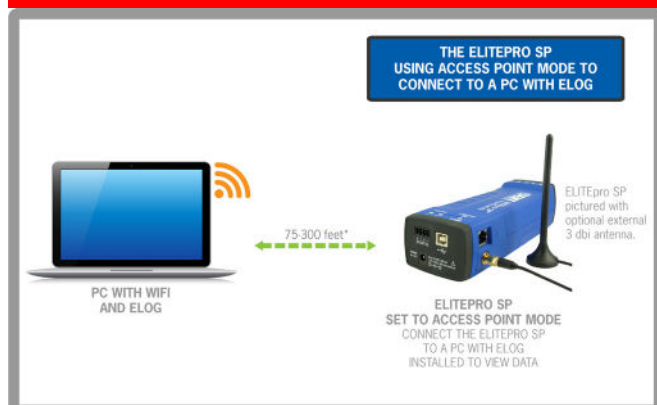 THE ELITEPRO SP
USING ACCESS POINT MODE TO
CONNECT TO A PC WITH ELOG
75-300 feet*
ELITEpro SP
pictured with
optional external
3 dbi antenna.
PC WITH WIFI
AND ELOG
ELITEPRO SP
SET TO ACCESS POINT MODE
CONNECT THE ELITEPRO SP
TO A PC WITH ELOG
INSTALLED TO VIEW DATA